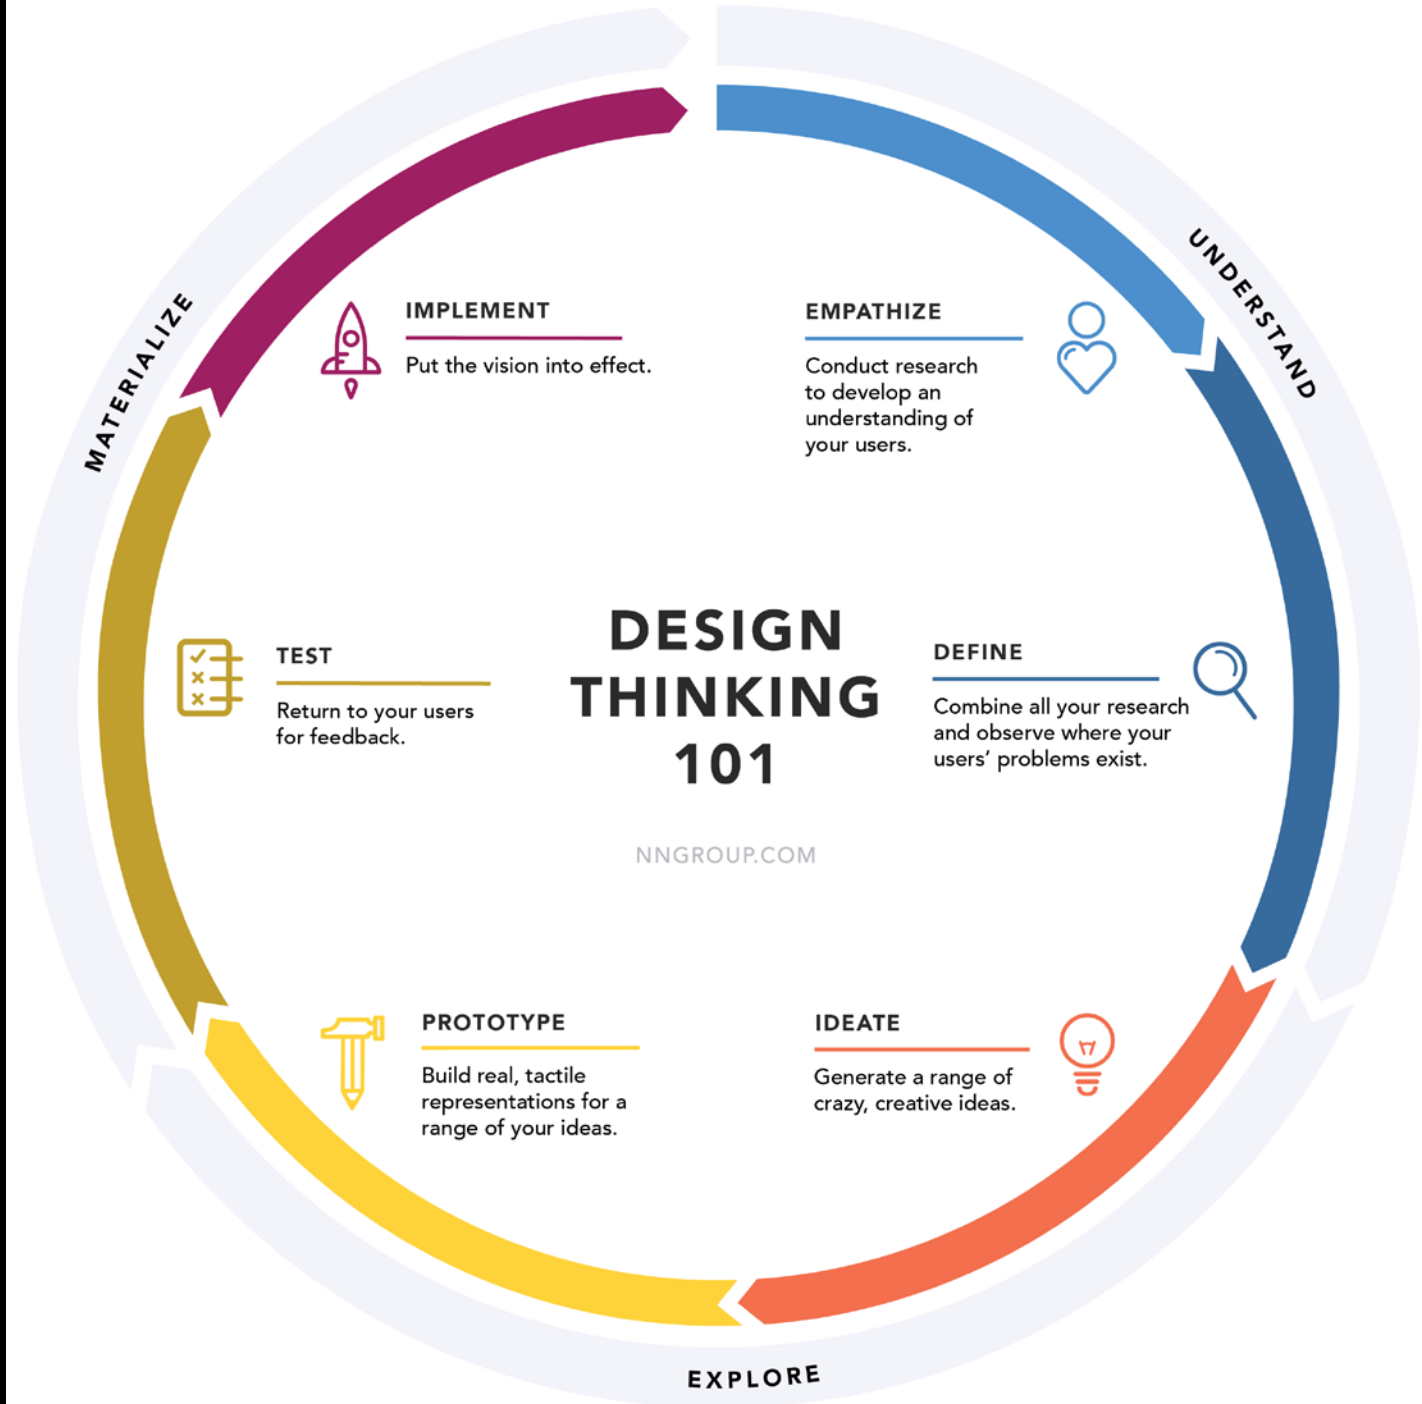 DESIGN
THINKING
101
NNGROUP.COM
UNDERSTAND
EMPATHIZE
Conduct research
to develop an
understanding of
your users.
DEFINE
Combine all your research
and observe where your
users’ problems exist.
EXPLORE
IDEATE
Generate a range of
crazy, creative ideas.
PROTOTYPE
Build real, tactile
representations for a
range of your ideas.
MATERIALIZE
TEST
Return to your users
for feedback.
IMPLEMENT
Put the vision into effect.